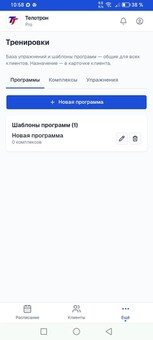 10:58
38 %
Телотрон
Вод
Тренировки
База упражнений и шаблоны программ — общие для всех
клиентов. Назначение — в карточке клиента.
Программы Комплексы Упражнения
+ Новая программа
Шаблоны программ (1)
Новая программа
0 комплексов
Расписание Клиенты Ещё